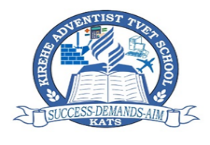 KIREHE ADVENTIST TVET SCHOOL
SUCCESS-DEMANDS-AIM
KATS